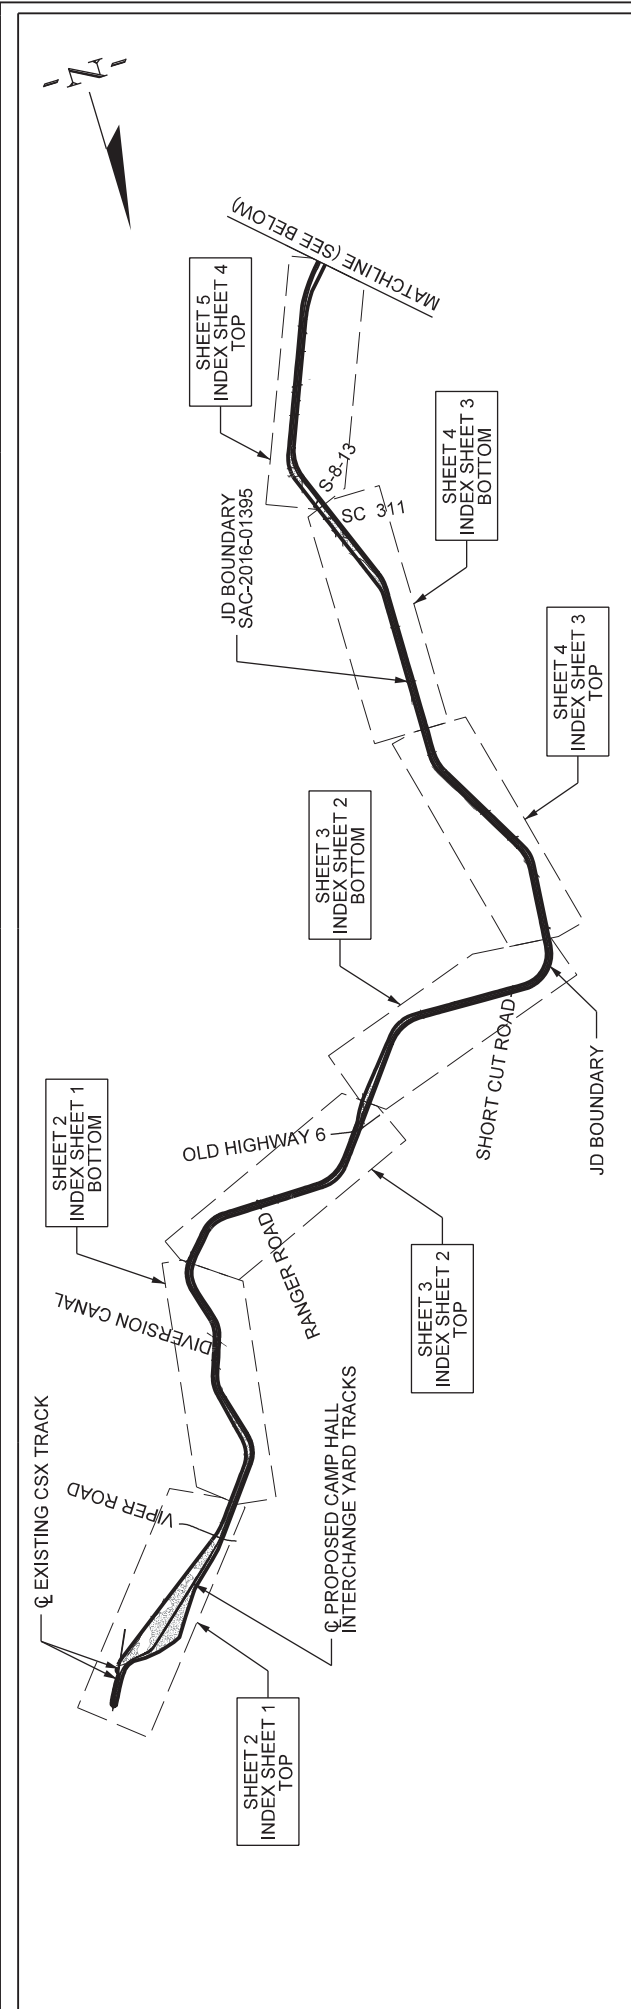 N
MATCHLINE (SEE BELOW)
SHEET 5
INDEX SHEET 4
TOP
SHEET 4
INDEX SHEET 3
BOTTOM
S-8-13
SC 311
JD BOUNDARY
SAC-2016-01395
SHEET 4
INDEX SHEET 3
TOP
SHEET 3
INDEX SHEET 2
BOTTOM
SHORT CUT ROAD
JD BOUNDARY
OLD HIGHWAY 6
SHEET 2
INDEX SHEET 1
BOTTOM
RANGER ROAD
SHEET 3
INDEX SHEET 2
TOP
DIVERSION CANAL
℄ EXISTING CSX TRACK
VIPER ROAD
℄ PROPOSED CAMP HALL
INTERCHANGE YARD TRACKS
SHEET 2
INDEX SHEET 1
TOP